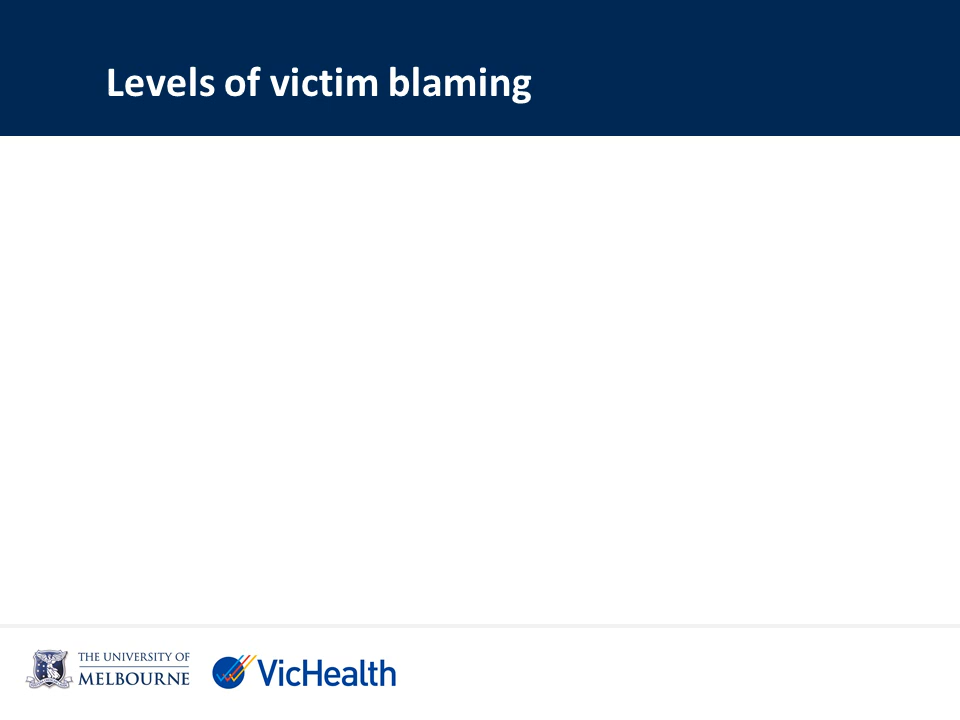 Levels of victim blaming
THE UNIVERSITY OF
MELBOURNE
VicHealth